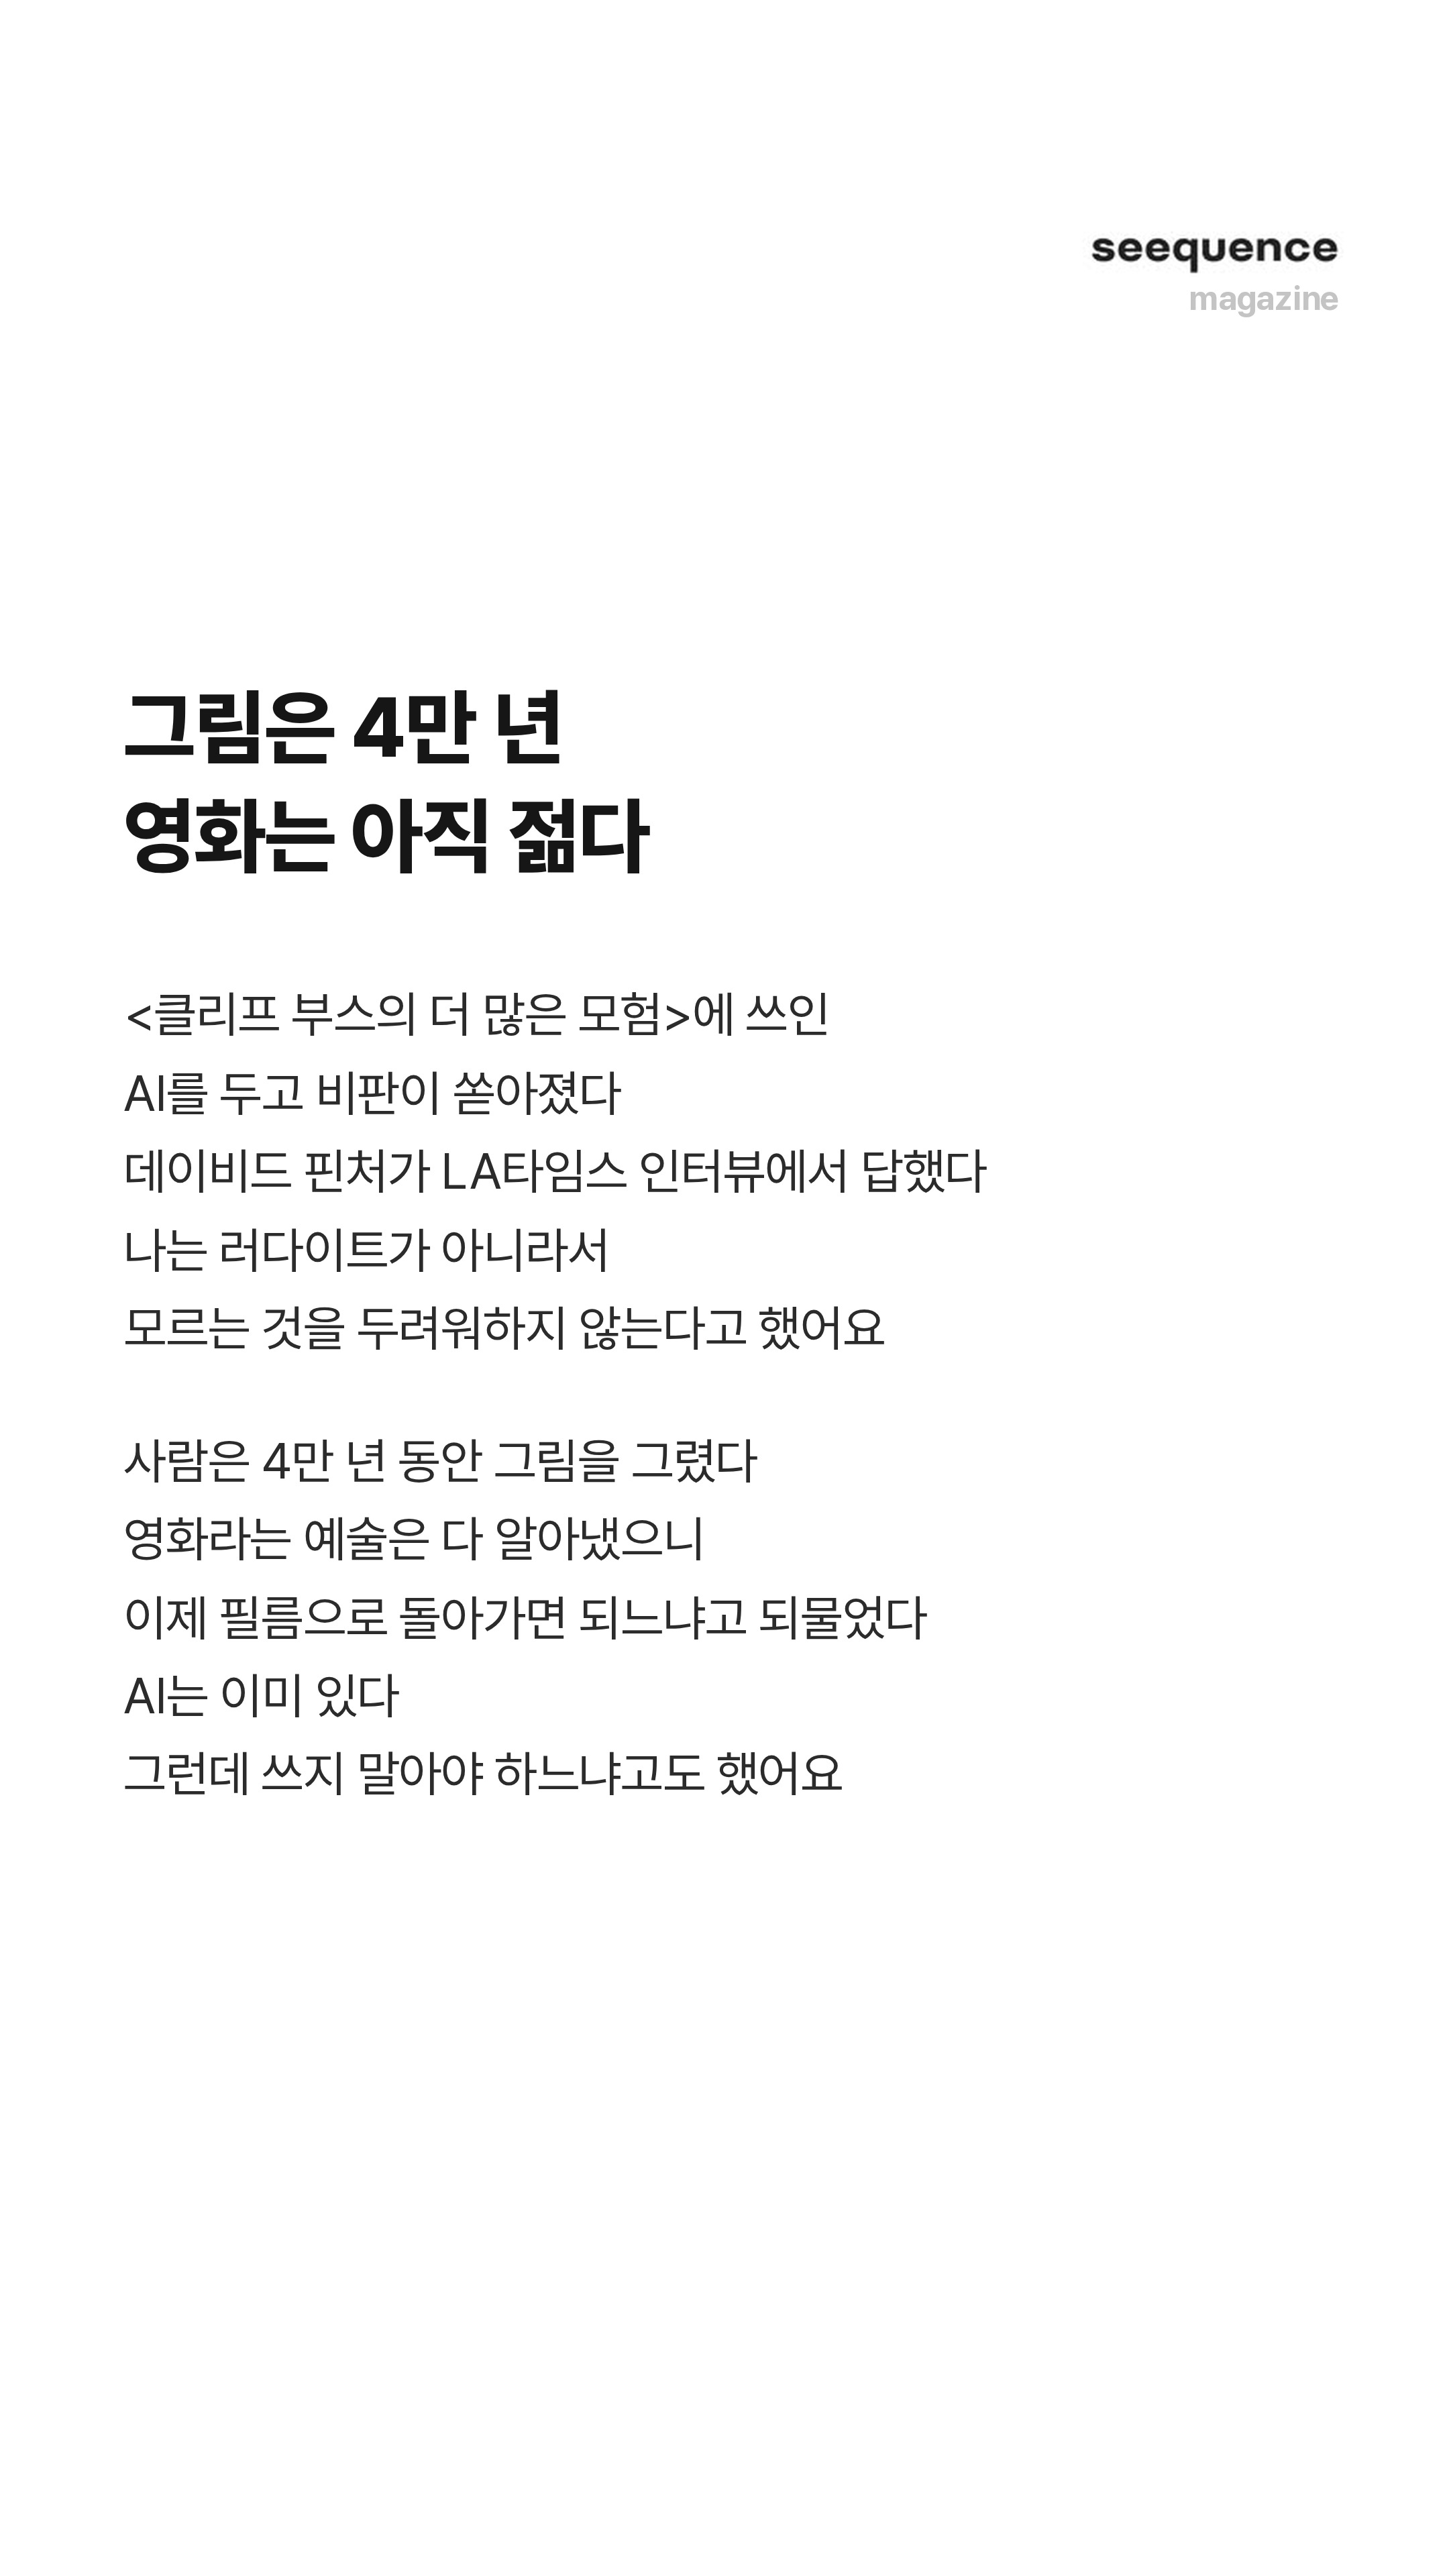 seequence
magazine
그림은 4만 년
영화는 아직 젊다
<클리프 부스의 더 많은 모험>에 쓰인
AI를 두고 비판이 쏟아졌다
데이비드 핀처가 LA타임스 인터뷰에서 답했다
나는 러다이트가 아니라서
모르는 것을 두려워하지 않는다고 했어요
사람은 4만 년 동안 그림을 그렸다
영화라는 예술은 다 알아냈으니
이제 필름으로 돌아가면 되느냐고 되물었다
AI는 이미 있다
그런데 쓰지 말아야 하느냐고도 했어요